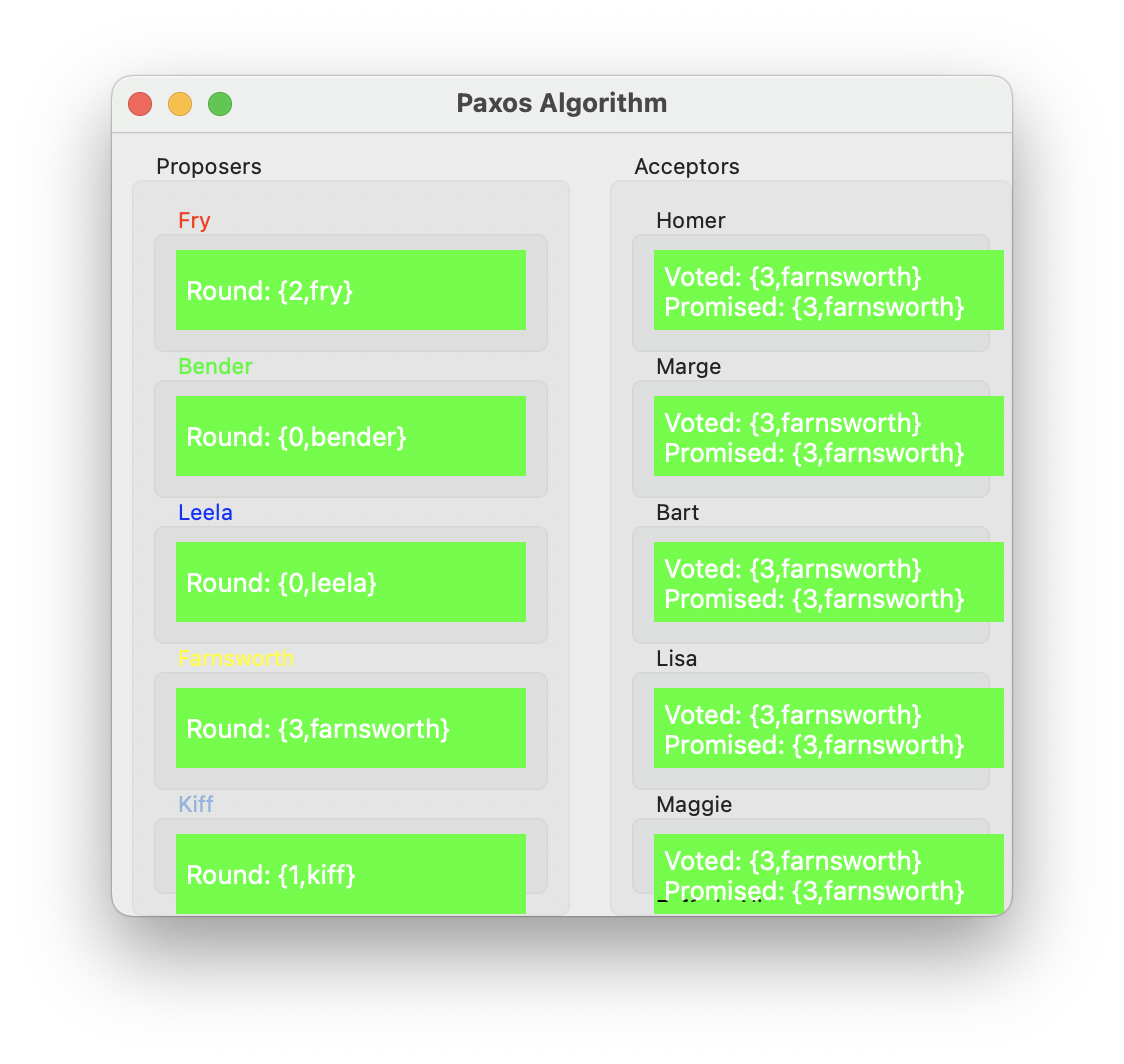 Paxos Algorithm
Proposers
Fry
Round: {2,fry}
Bender
Round: {0,bender}
Leela
Round: {0,leela}
Farnsworth
Round: {3,farnsworth}
Kiff
Round: {1,kiff}
Acceptors
Homer
Voted: {3,farnsworth}
Promised: {3,farnsworth}
Marge
Voted: {3,farnsworth}
Promised: {3,farnsworth}
Bart
Voted: {3,farnsworth}
Promised: {3,farnsworth}
Lisa
Voted: {3,farnsworth}
Promised: {3,farnsworth}
Maggie
Voted: {3,farnsworth}
Promised: {3,farnsworth}